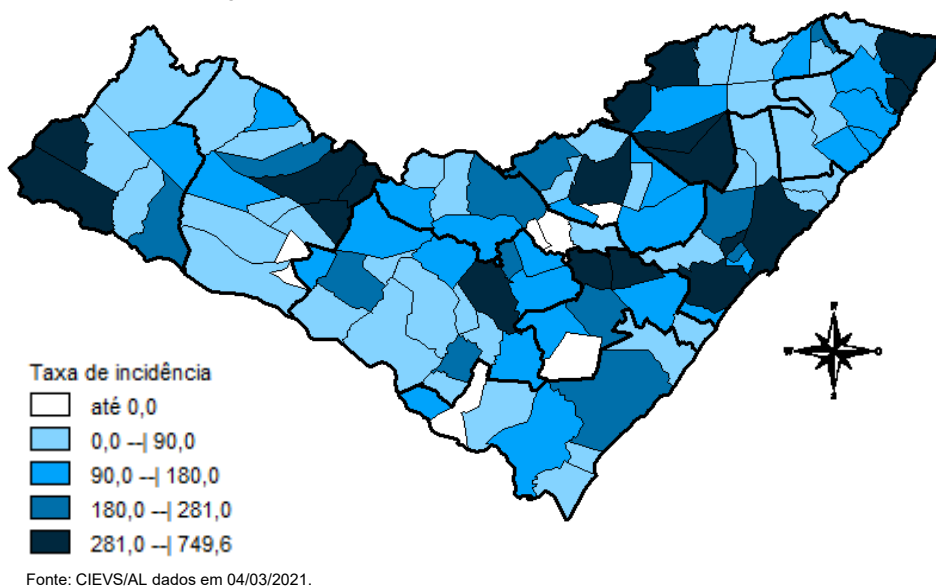 N
W
O
S
Taxa de incidência
até 0,0
0,0 --| 90,0
90,0 --| 180,0
180,0 --| 281,0
281,0 --| 749,6
Fonte: CIEVS/AL dados em 04/03/2021.